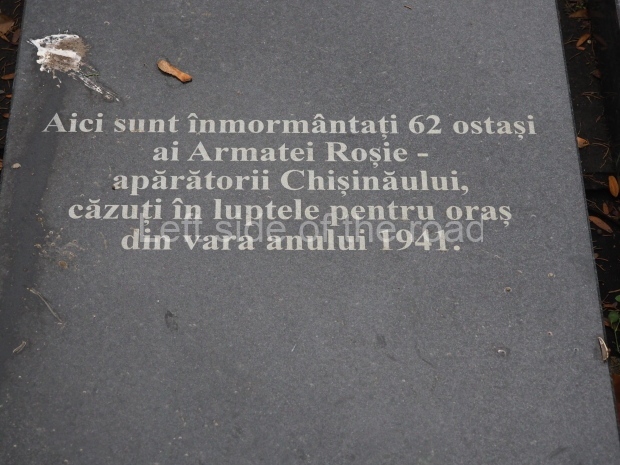 Aici sunt înmormântați 62 ostași
ai Armatei Roșie -
apărătorii Chișinăului,
căzuți în luptele pentru oraș
din vara anului 1941.
Left side of the road